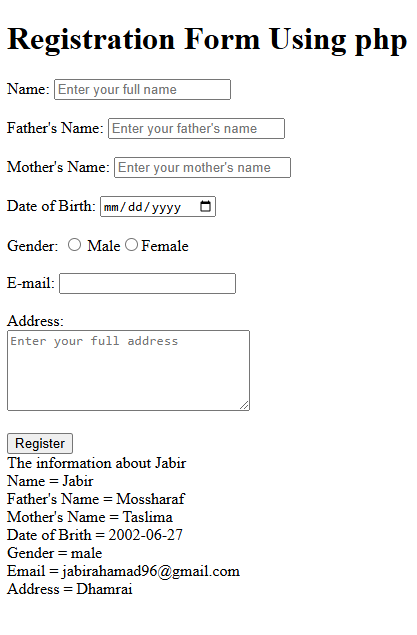 Registration Form Using php
Name: Enter your full name
Father's Name: Enter your father's name
Mother's Name: Enter your mother's name
Date of Birth: mm/dd/yyyy
Gender: Male Female
E-mail:
Address:
Enter your full address
Register
The information about Jabir
Name = Jabir
Father's Name = Mossharaf
Mother's Name = Taslima
Date of Brith = 2002-06-27
Gender = male
Email = jabirahamad96@gmail.com
Address = Dhamrai